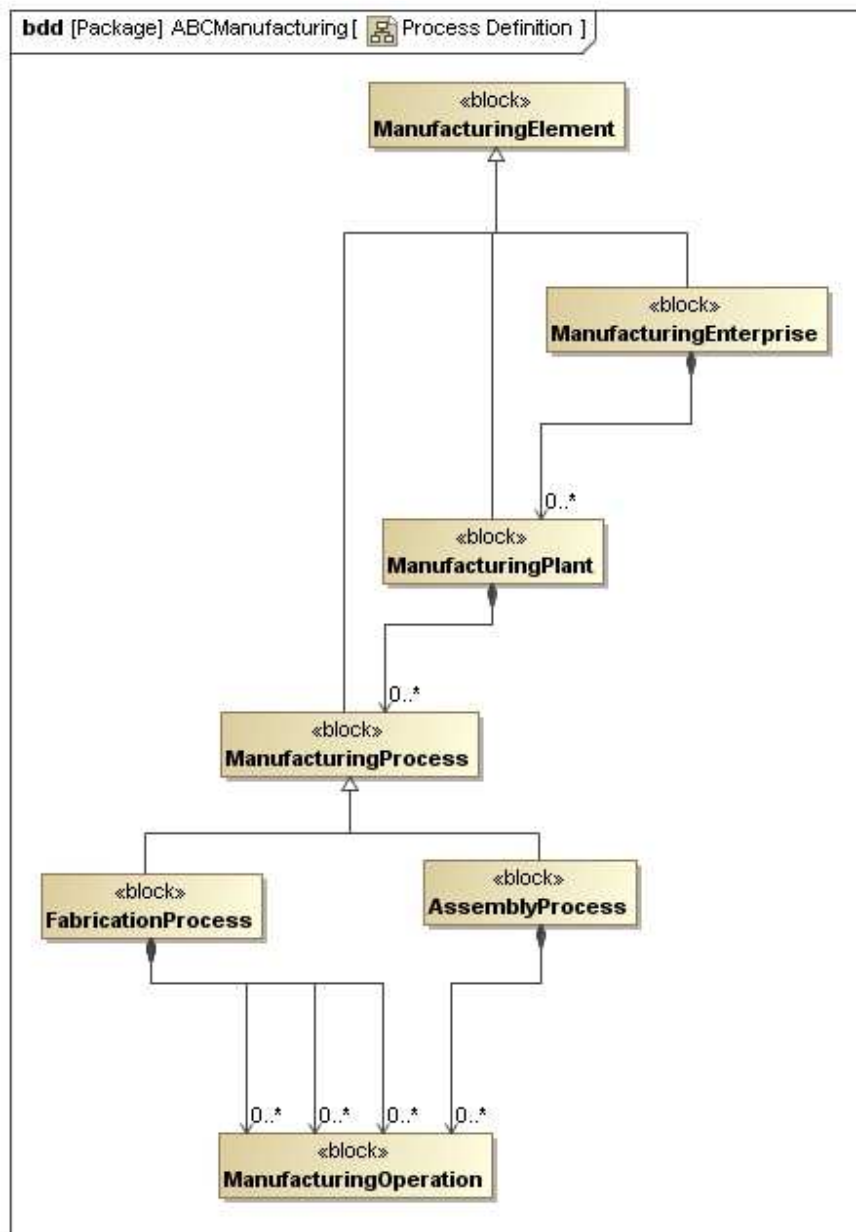 bdd [Package] ABCManufacturing [ Process Definition ]
«block»
ManufacturingElement
«block»
ManufacturingEnterprise
0..*
«block»
ManufacturingPlant
0..*
«block»
ManufacturingProcess
«block»
FabricationProcess
«block»
AssemblyProcess
0..* 0..* 0..* 0..*
«block»
ManufacturingOperation